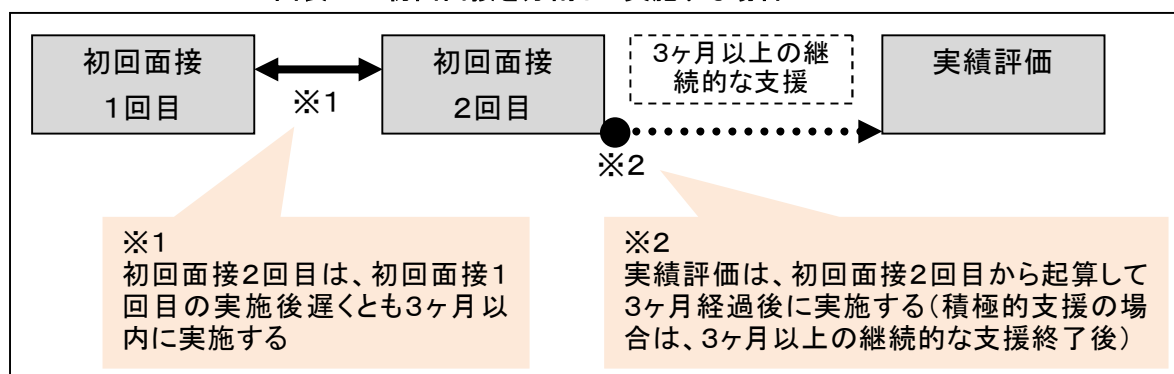 初回面接
1回目
※1
初回面接
2回目
3ヶ月以上の継
続的な支援
実績評価
※2
※1
初回面接2回目は、初回面接1
回目の実施後遅くとも3ヶ月以
内に実施する
※2
実績評価は、初回面接2回目から起算して
3ヶ月経過後に実施する(積極的支援の場
合は、3ヶ月以上の継続的な支援終了後)